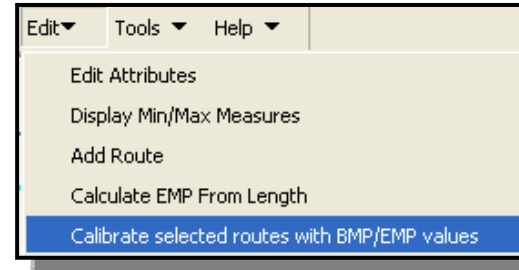 Edit▼ Tools ▼ Help ▼
Edit Attributes
Display Min/Max Measures
Add Route
Calculate EMP From Length
Calibrate selected routes with BMP/EMP values